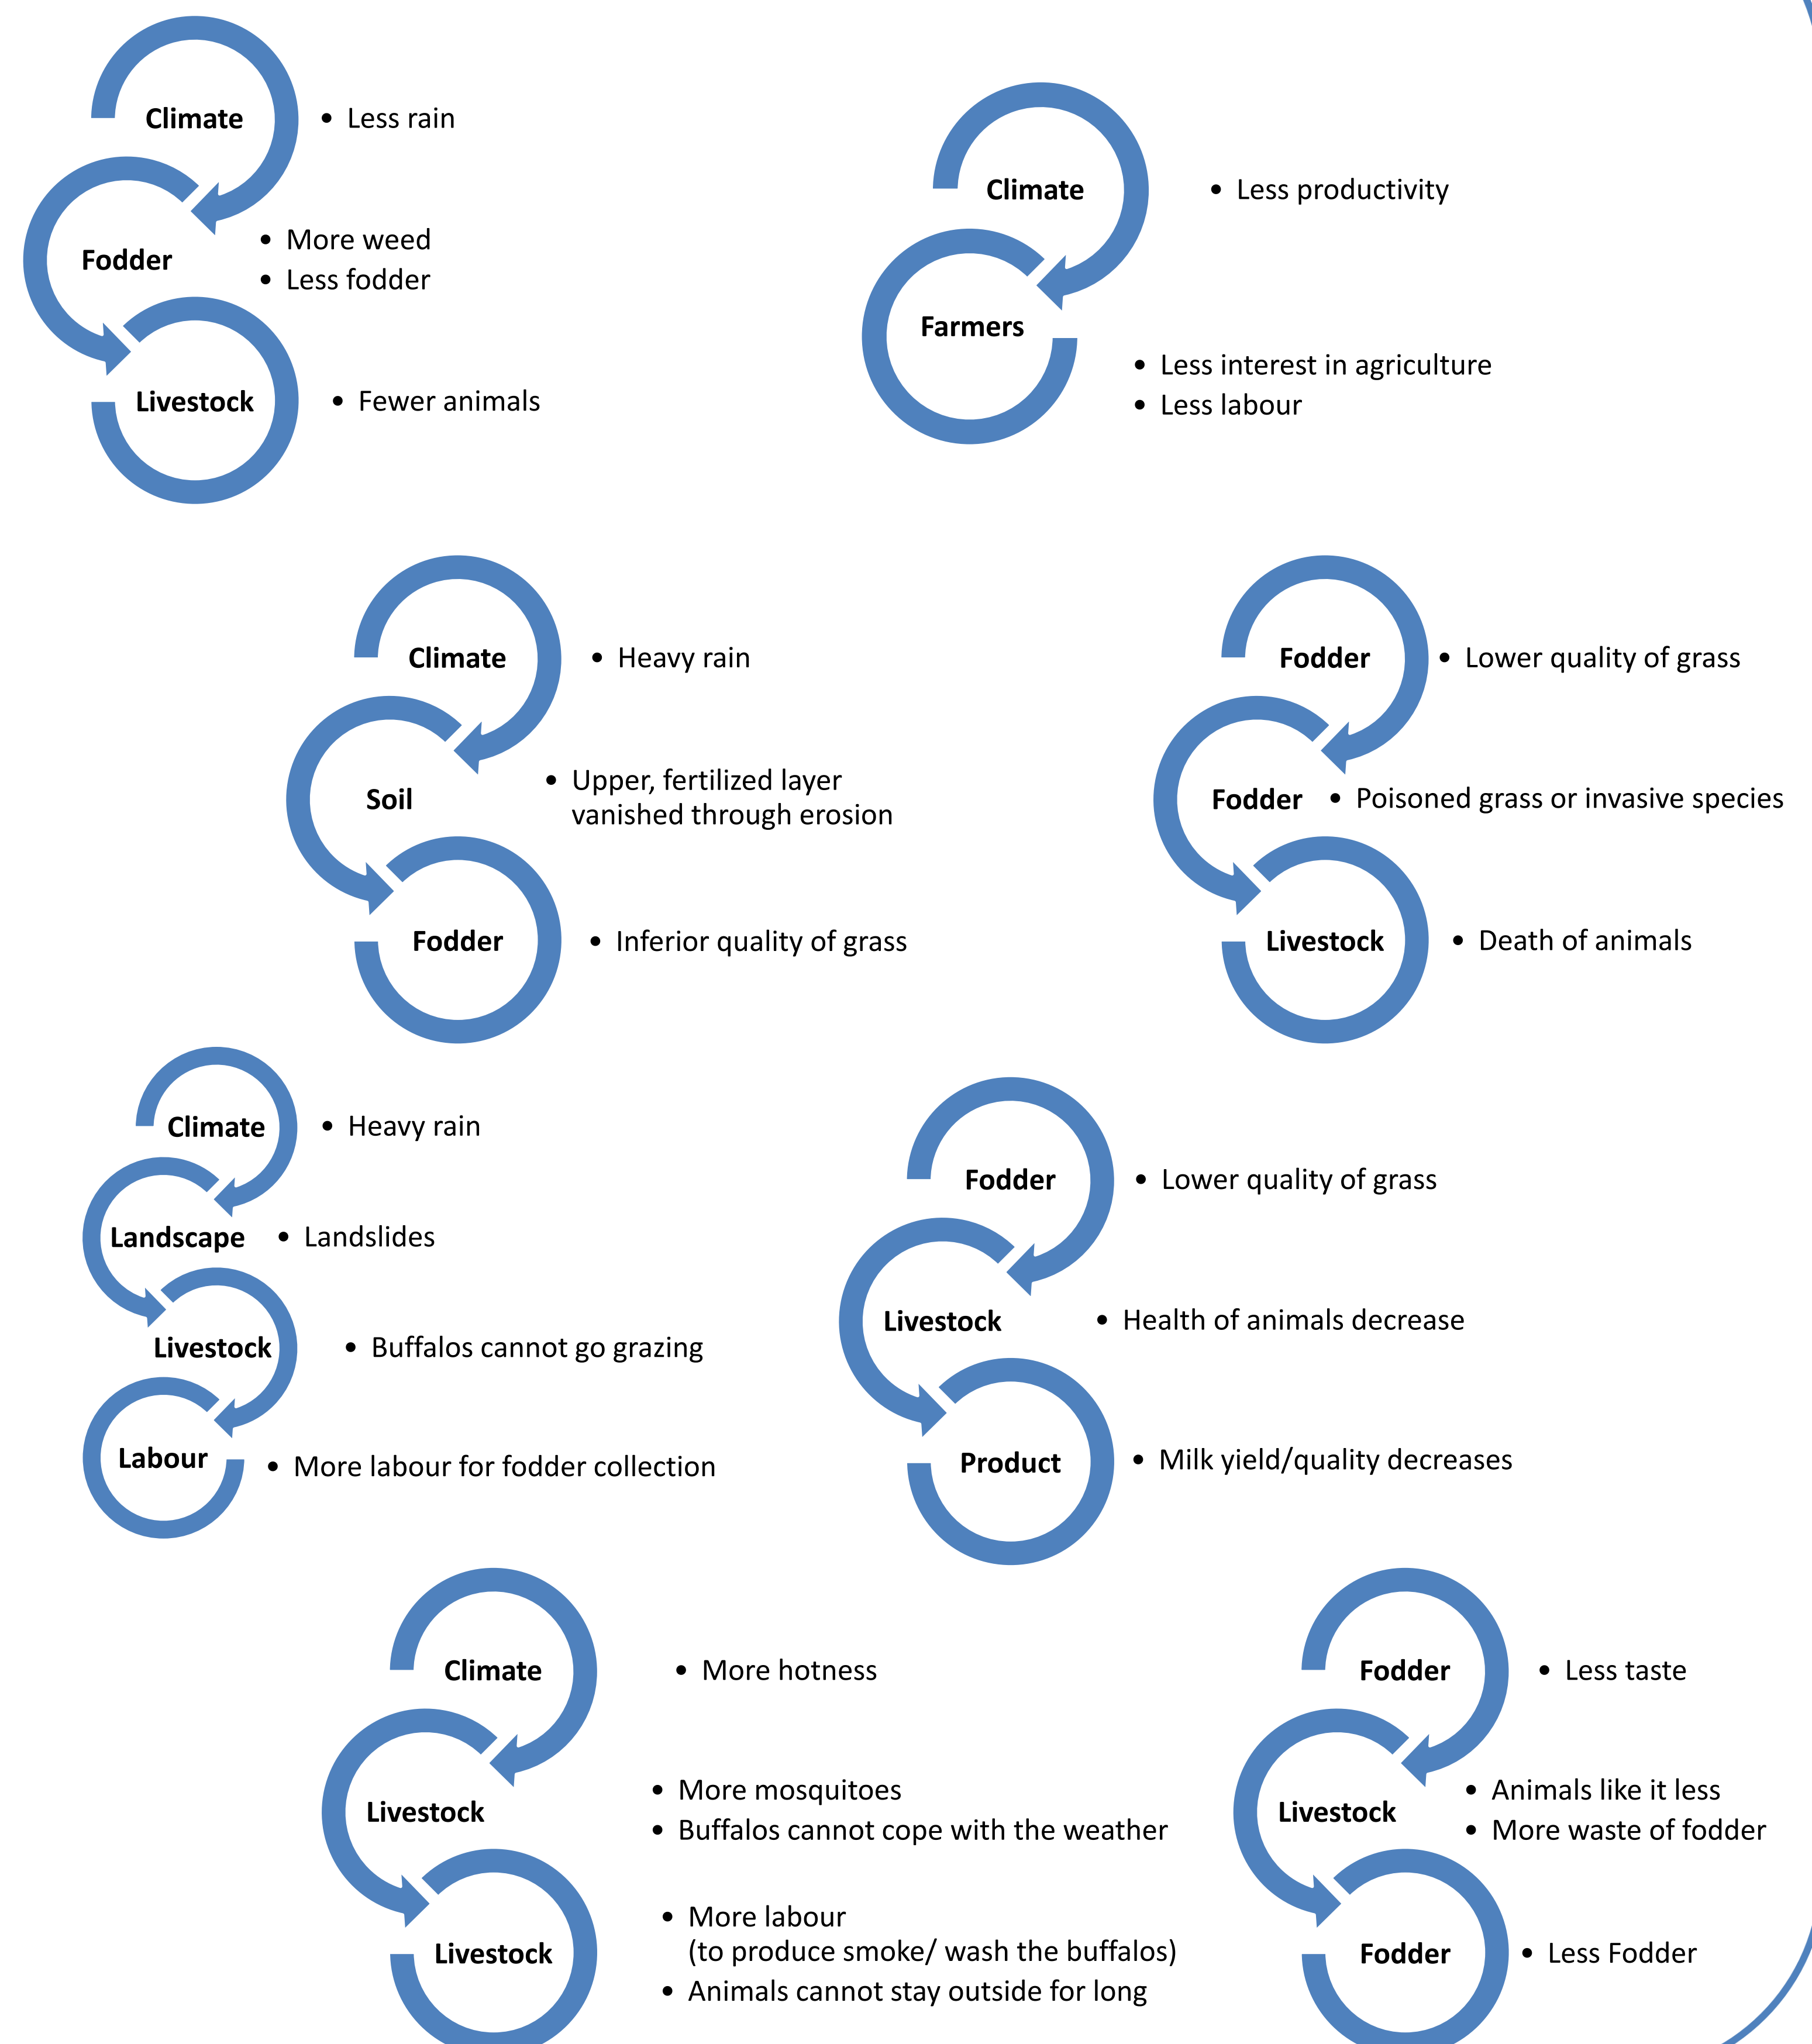 Climate
• Less rain
Fodder
• More weed
• Less fodder
Livestock
• Fewer animals
Climate
• Less productivity
Farmers
• Less interest in agriculture
• Less labour
Climate
• Heavy rain
Soil
• Upper, fertilized layer
vanished through erosion
Fodder
• Inferior quality of grass
Fodder
• Lower quality of grass
Fodder
• Poisoned grass or invasive species
Livestock
• Death of animals
Climate
• Heavy rain
Landscape
• Landslides
Livestock
• Buffalos cannot go grazing
Labour
• More labour for fodder collection
Fodder
• Lower quality of grass
Livestock
• Health of animals decrease
Product
• Milk yield/quality decreases
Climate
• More hotness
Livestock
• More mosquitoes
• Buffalos cannot cope with the weather
Livestock
• More labour
(to produce smoke/ wash the buffalos)
• Animals cannot stay outside for long
Fodder
• Less taste
Livestock
• Animals like it less
• More waste of fodder
Fodder
• Less Fodder